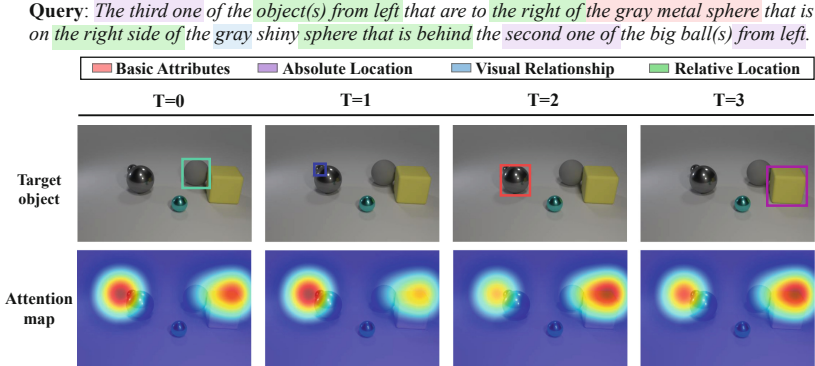 Query: The third one of the object(s) from left that are to the right of the gray metal sphere that is
on the right side of the gray shiny sphere that is behind the second one of the big ball(s) from left.
Basic Attributes Absolute Location Visual Relationship Relative Location
T=0 T=1 T=2 T=3
Target
object
Attention
map